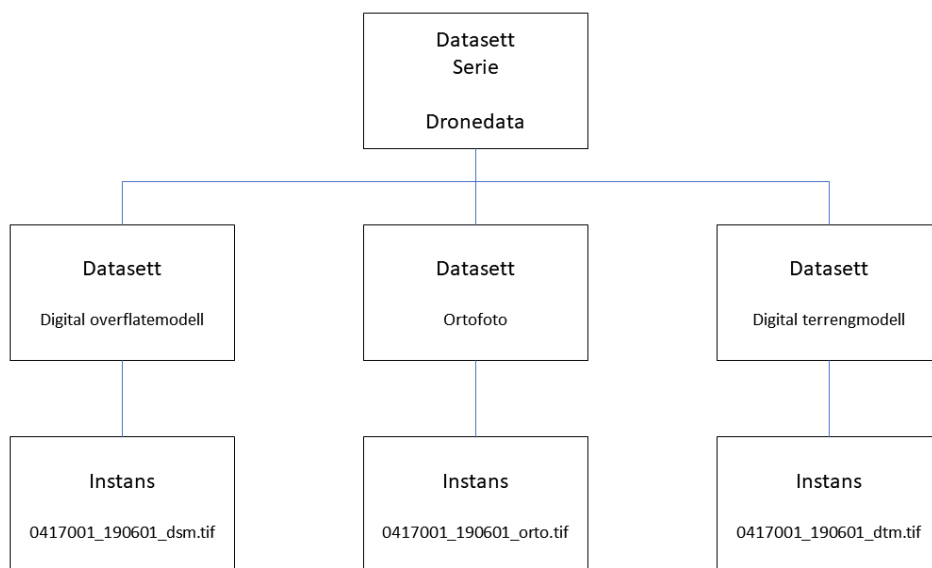 Datasett
Serie
Dronedata
Datasett
Digital overflatemodell
Datasett
Ortofoto
Datasett
Digital terrengmodell
Instans
0417001_190601_dsm.tif
Instans
0417001_190601_orto.tif
Instans
0417001_190601_dtm.tif